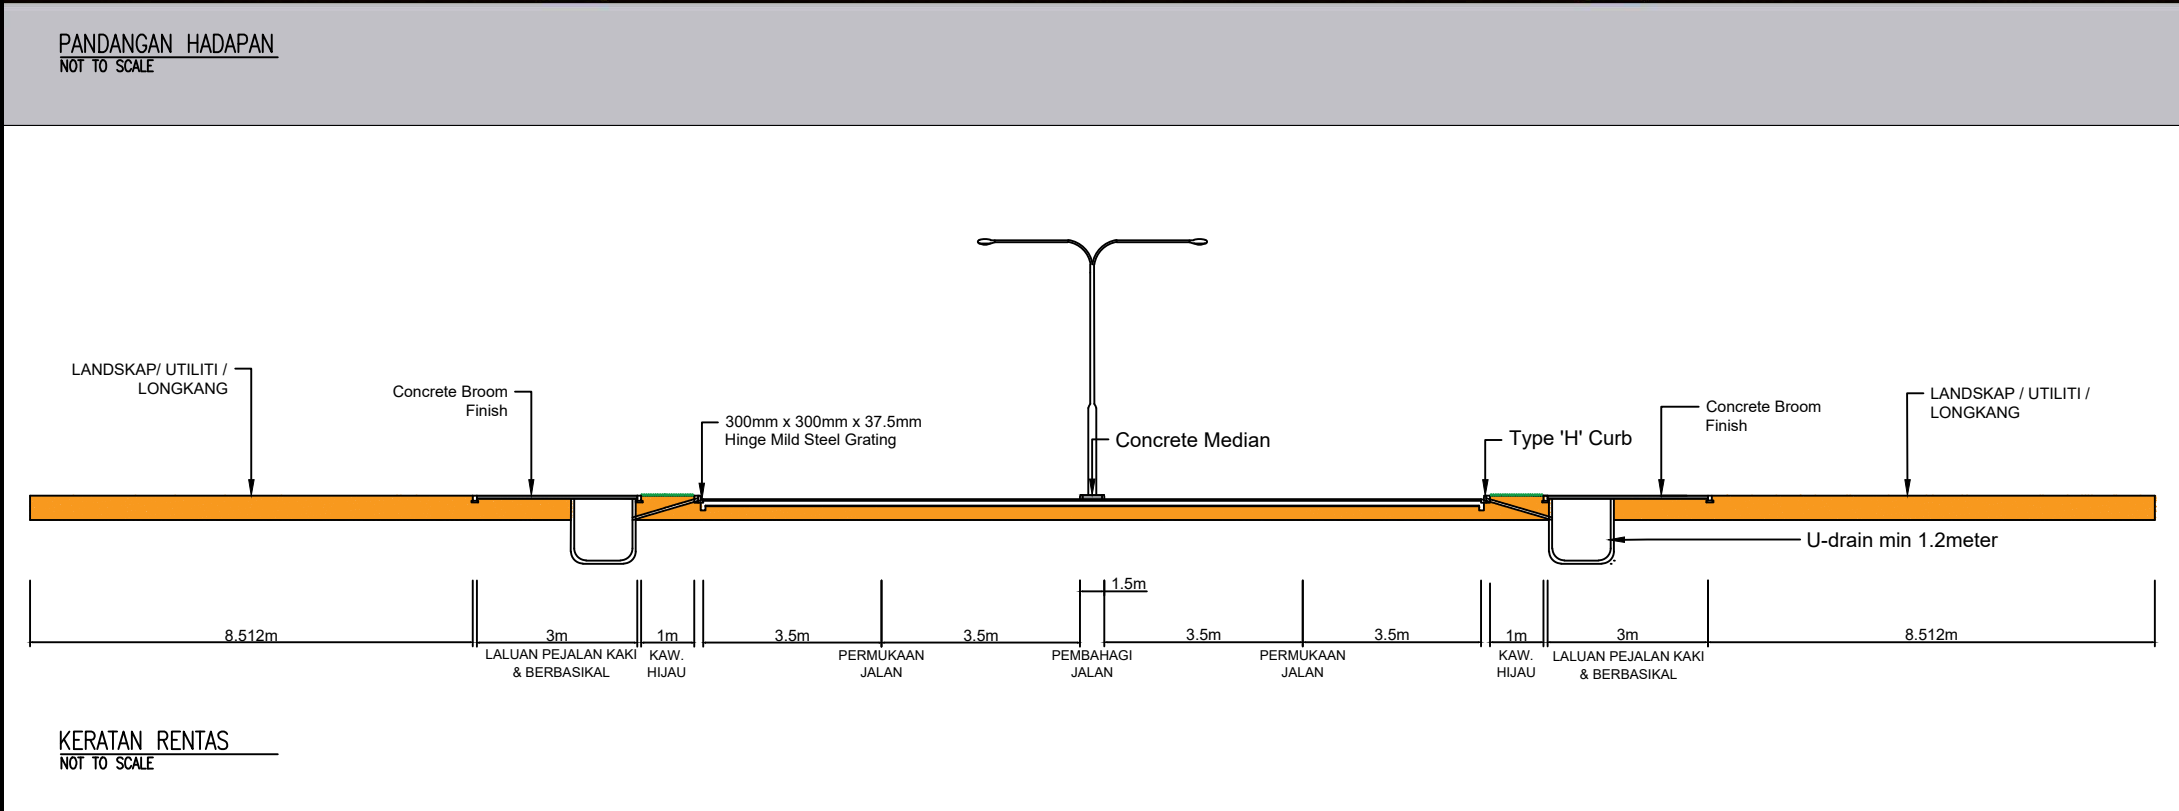 PANDANGAN HADAPAN
NOT TO SCALE
LANDSKAP/ UTILITI /
LONGKANG
Concrete Broom
Finish
300mm x 300mm x 37.5mm
Hinge Mild Steel Grating
Concrete Median
Type 'H' Curb
Concrete Broom
Finish
LANDSKAP / UTILITI /
LONGKANG
U-drain min 1.2meter
1.5m
8.512m
3m
1m
3.5m
3.5m
3.5m
3.5m
1m
3m
8.512m
LALUAN PEJALAN KAKI
& BERBASIKAL
KAW.
HIJAU
PERMUKAAN
JALAN
PEMBAHAGI
JALAN
PERMUKAAN
JALAN
KAW.
HIJAU
LALUAN PEJALAN KAKI
& BERBASIKAL
KERATAN RENTAS
NOT TO SCALE